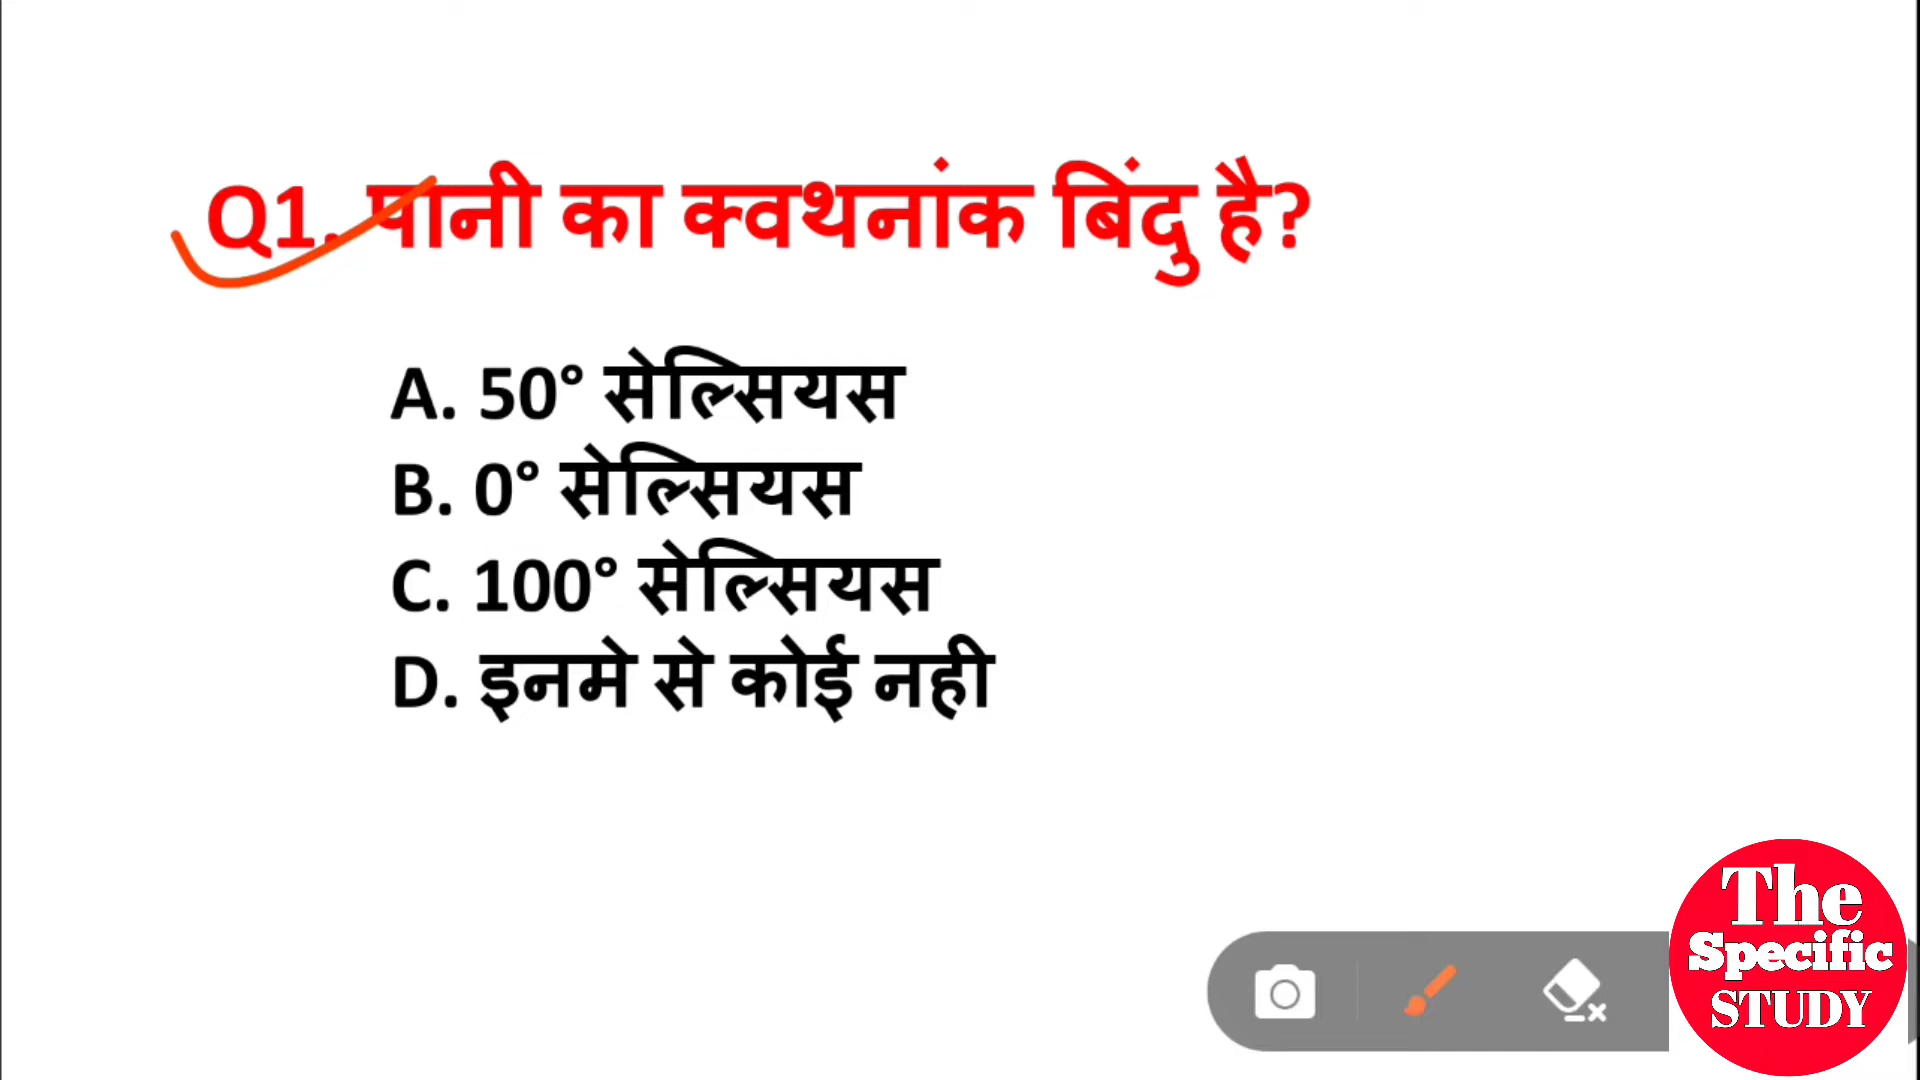 Q1. पानी का क्वथनांक बिंदु है?
A. 50° सेल्सियस
B. 0° सेल्सियस
C. 100° सेल्सियस
D. इनमे से कोई नही
The
Specific
STUDY